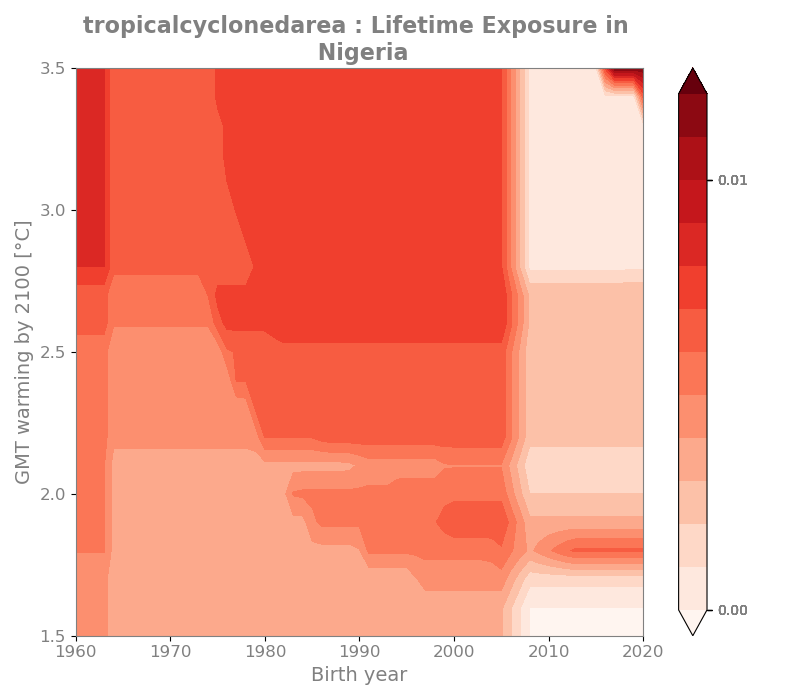 tropicalcyclonedarea : Lifetime Exposure in
Nigeria
3.5
3.0
2.5
2.0
1.5
GMT warming by 2100 [°C]
1960 1970 1980 1990 2000 2010 2020
Birth year
0.01
0.00